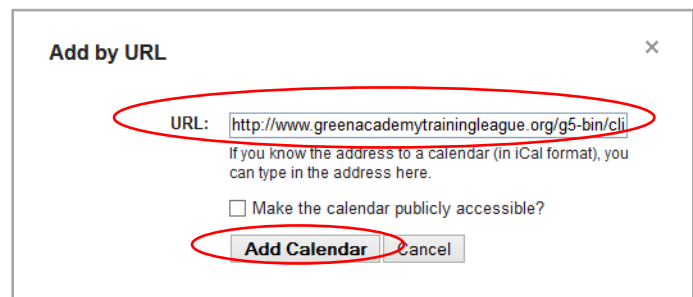 Add by URL ×
URL: http://www.greenacademytrainingleague.org/g5-bin/cli
If you know the address to a calendar (in iCal format), you
can type in the address here.
Make the calendar publicly accessible?
Add Calendar Cancel